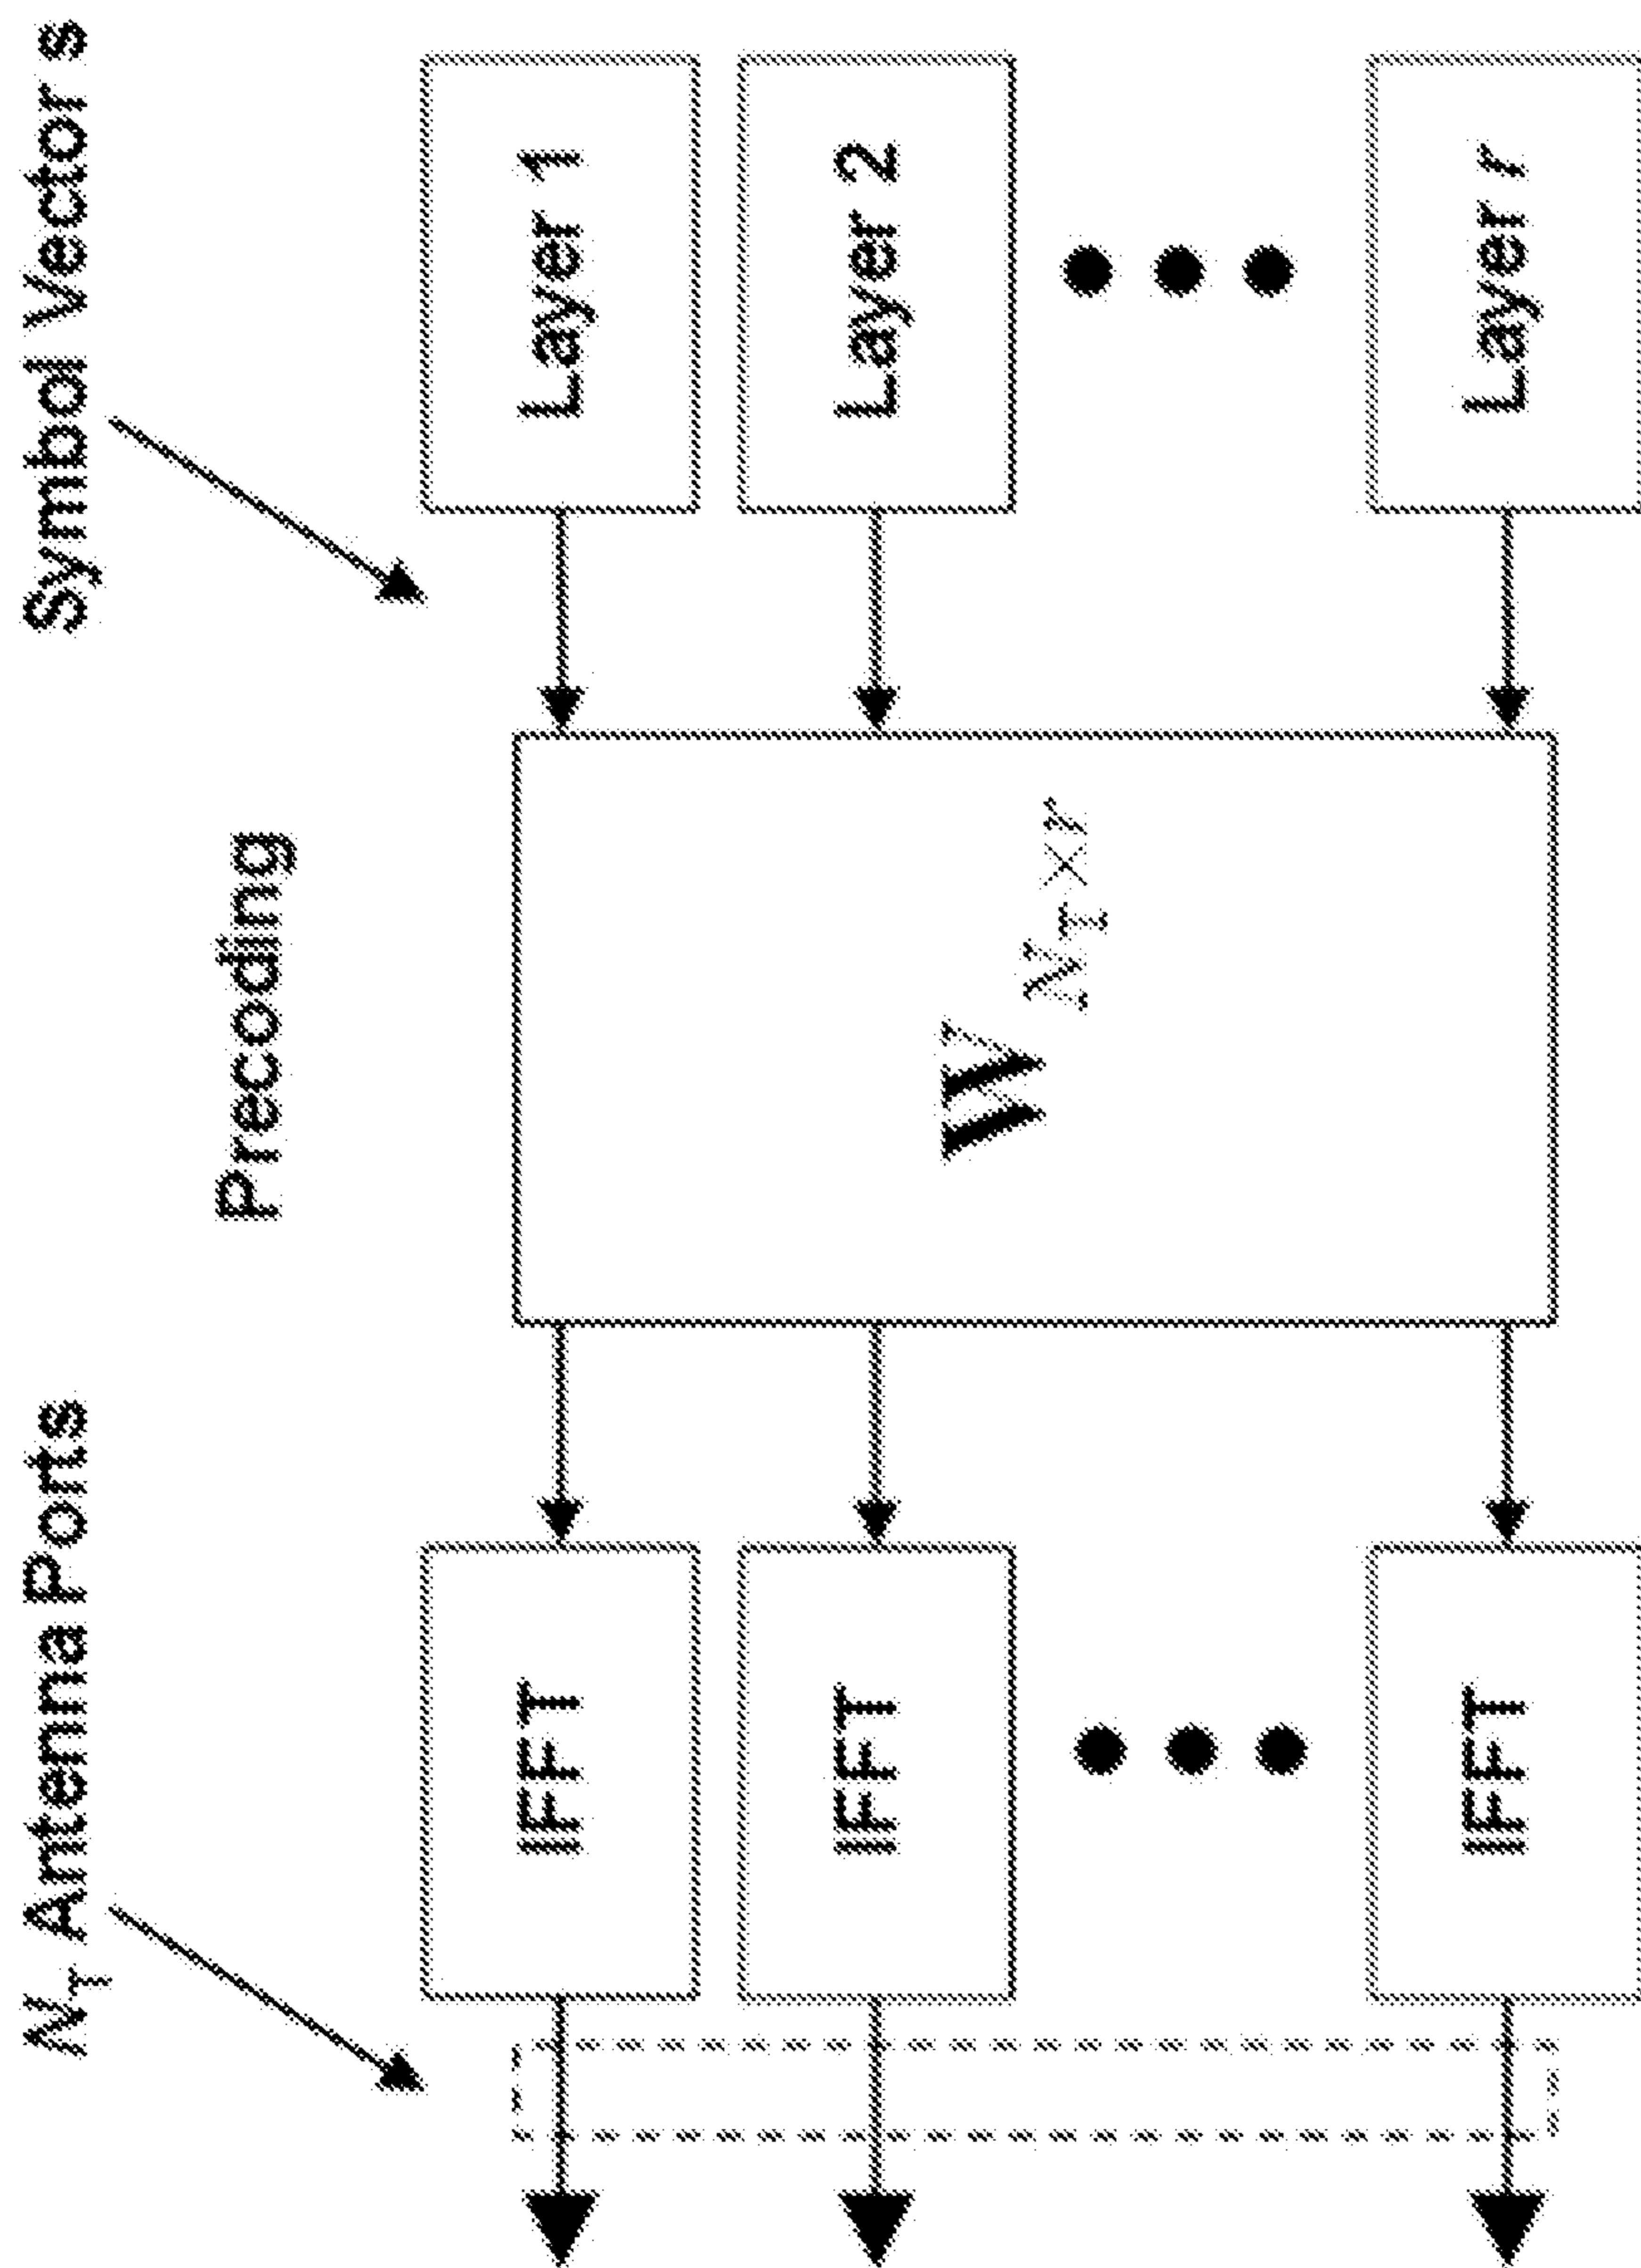 N_T Antenna Ports
Symbol Vector s
Precoding
IFFT
Layer 1
IFFT
Layer 2
W_{N_T×r}
IFFT
Layer r